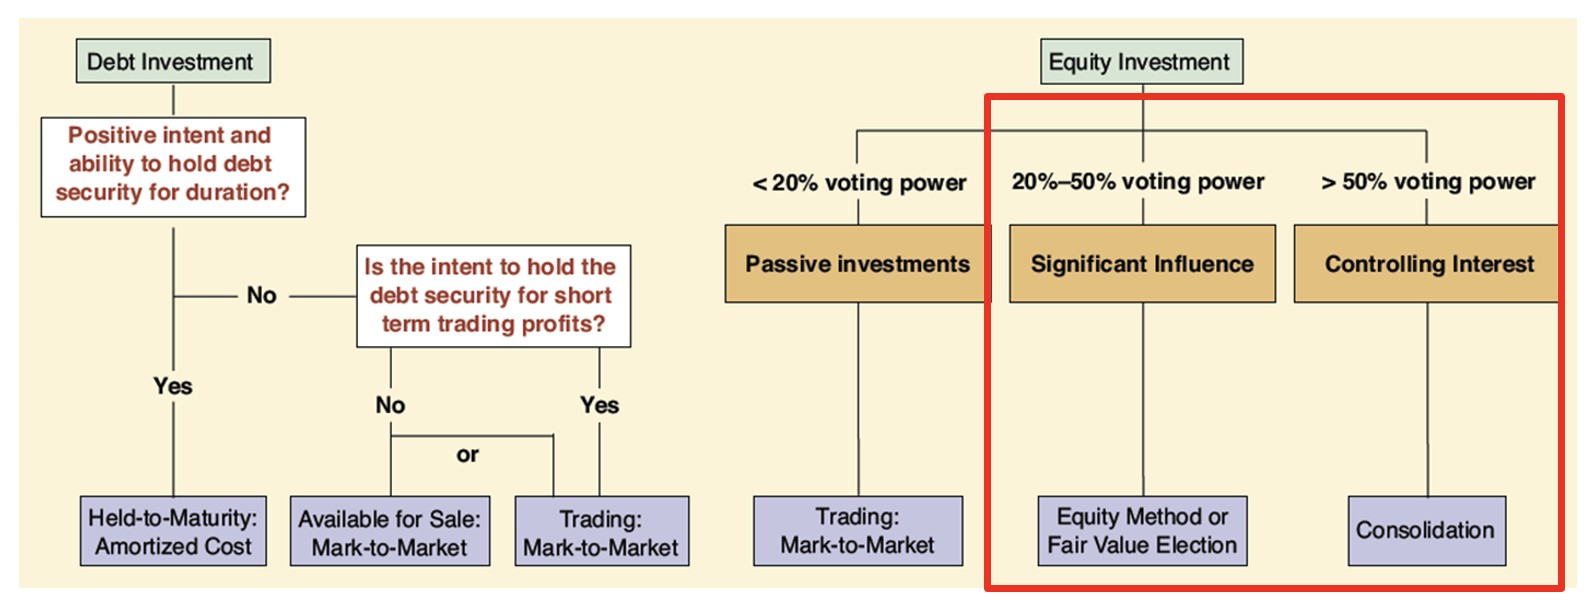 Debt Investment
Positive intent and
ability to hold debt
security for duration?
No
Is the intent to hold the
debt security for short
term trading profits?
Yes
No
Yes
or
Held-to-Maturity:
Amortized Cost
Available for Sale:
Mark-to-Market
Trading:
Mark-to-Market
Equity Investment
< 20% voting power
20%–50% voting power
> 50% voting power
Passive investments
Significant Influence
Controlling Interest
Trading:
Mark-to-Market
Equity Method or
Fair Value Election
Consolidation